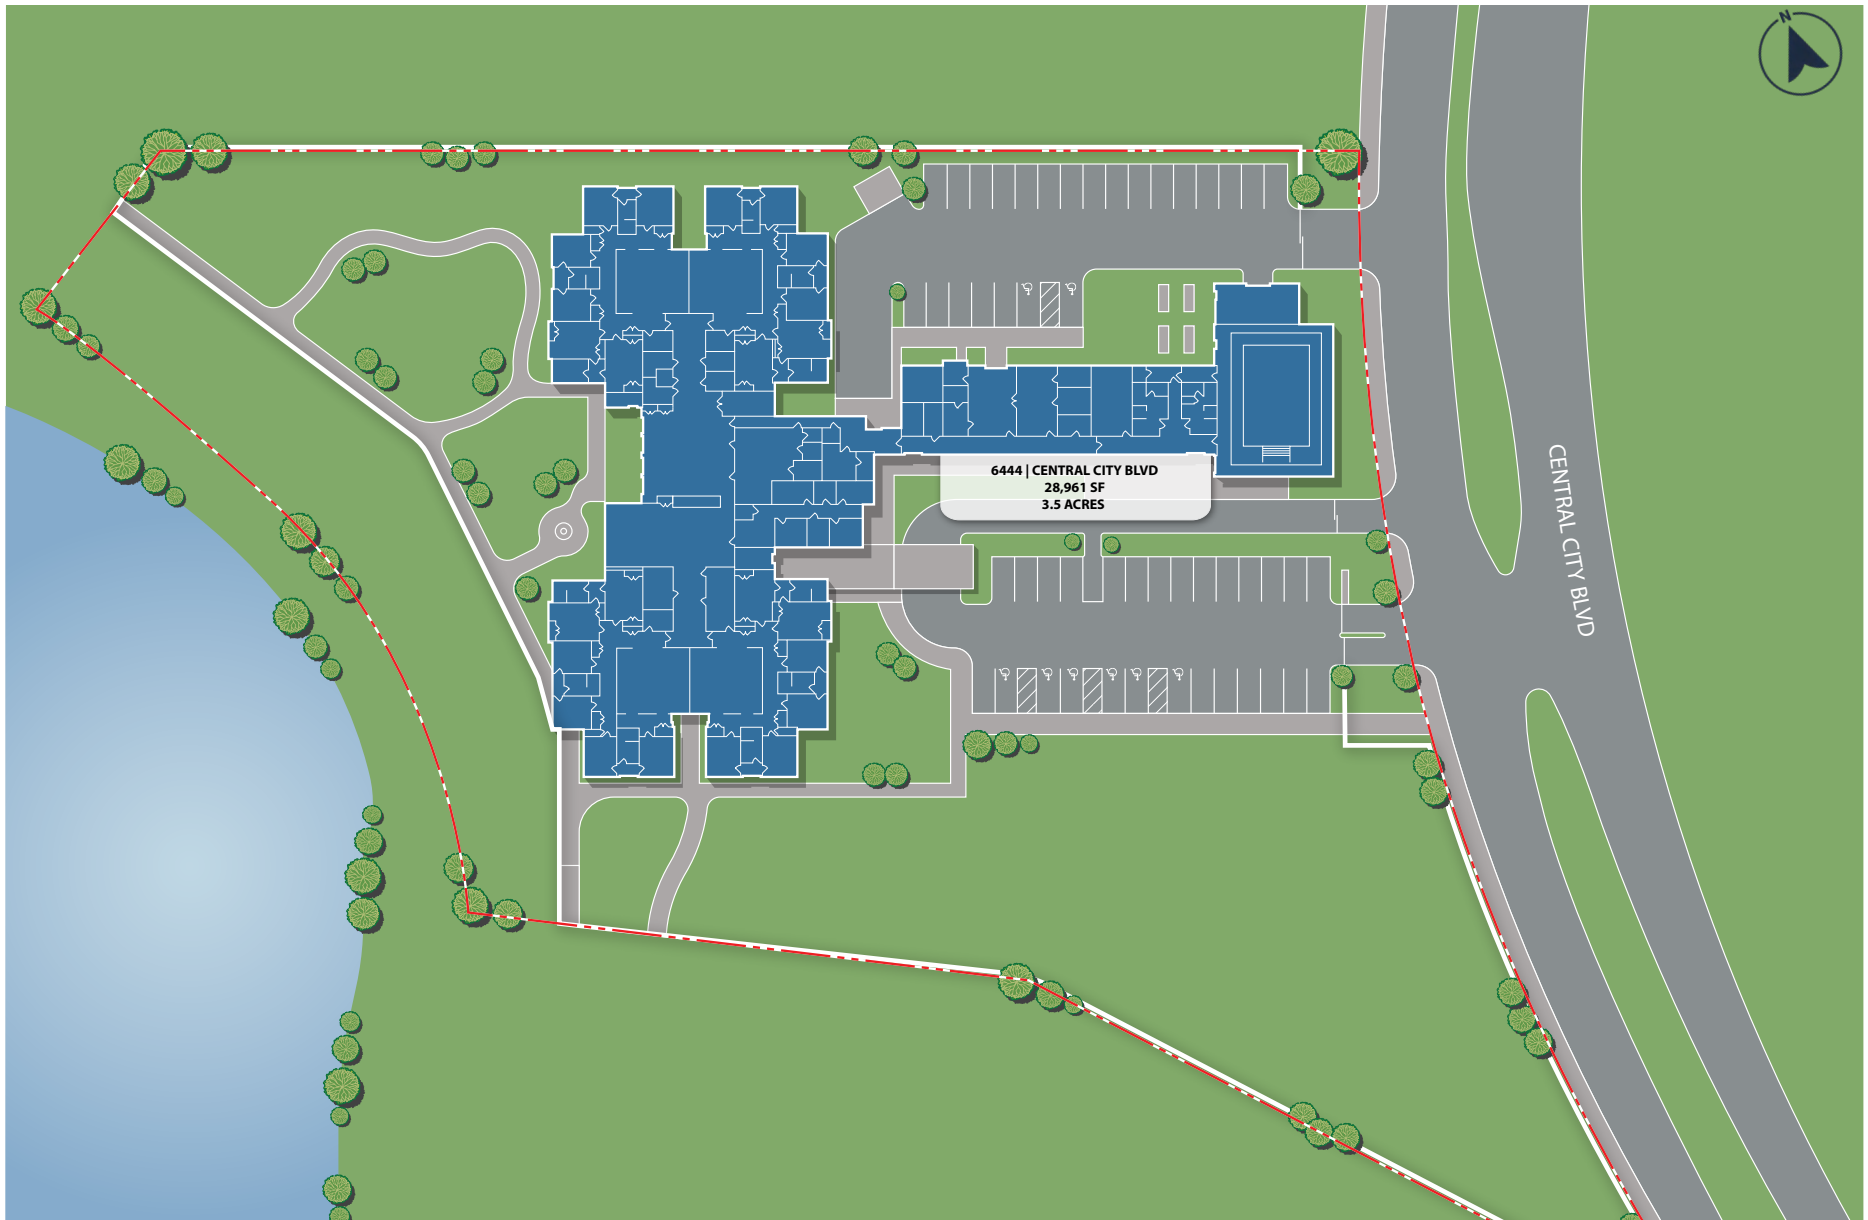 N
6444 | CENTRAL CITY BLVD
28,961 SF
3.5 ACRES
CENTRAL CITY BLVD